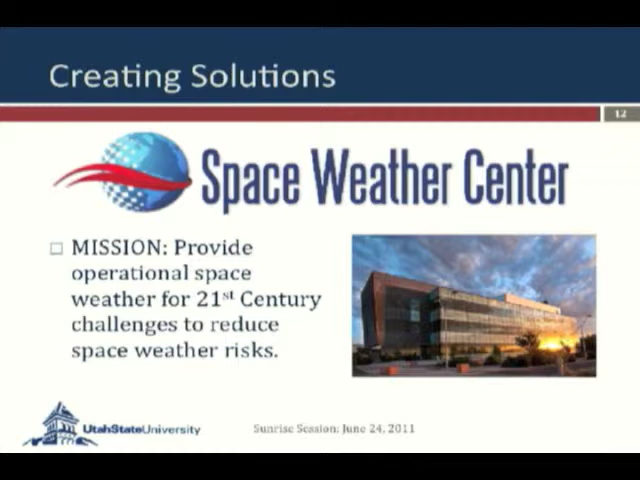 Creating Solutions
12
Space Weather Center
MISSION: Provide
operational space
weather for 21st Century
challenges to reduce
space weather risks.
UtahStateUniversity
Sunrise Session: June 24, 2011